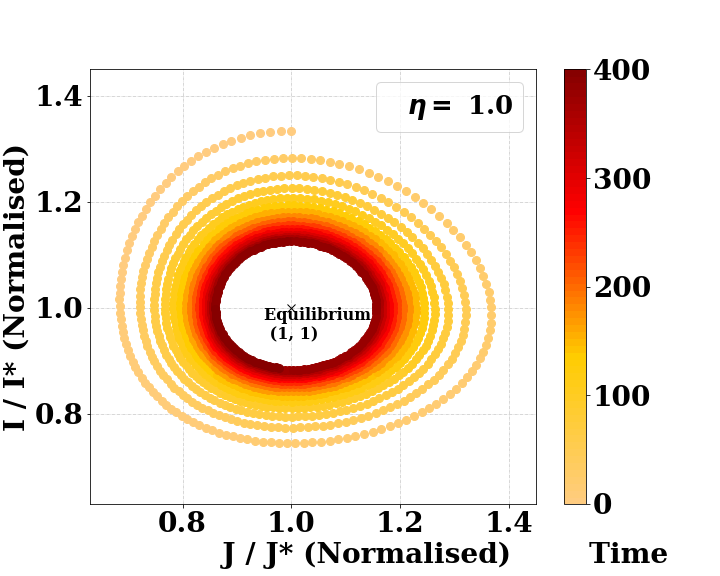 η = 1.0
I / I* (Normalised)
1.4
1.2
1.0
0.8
Equilibrium
(1, 1)
0.8 1.0 1.2 1.4
J / J* (Normalised)
400
300
200
100
0
Time